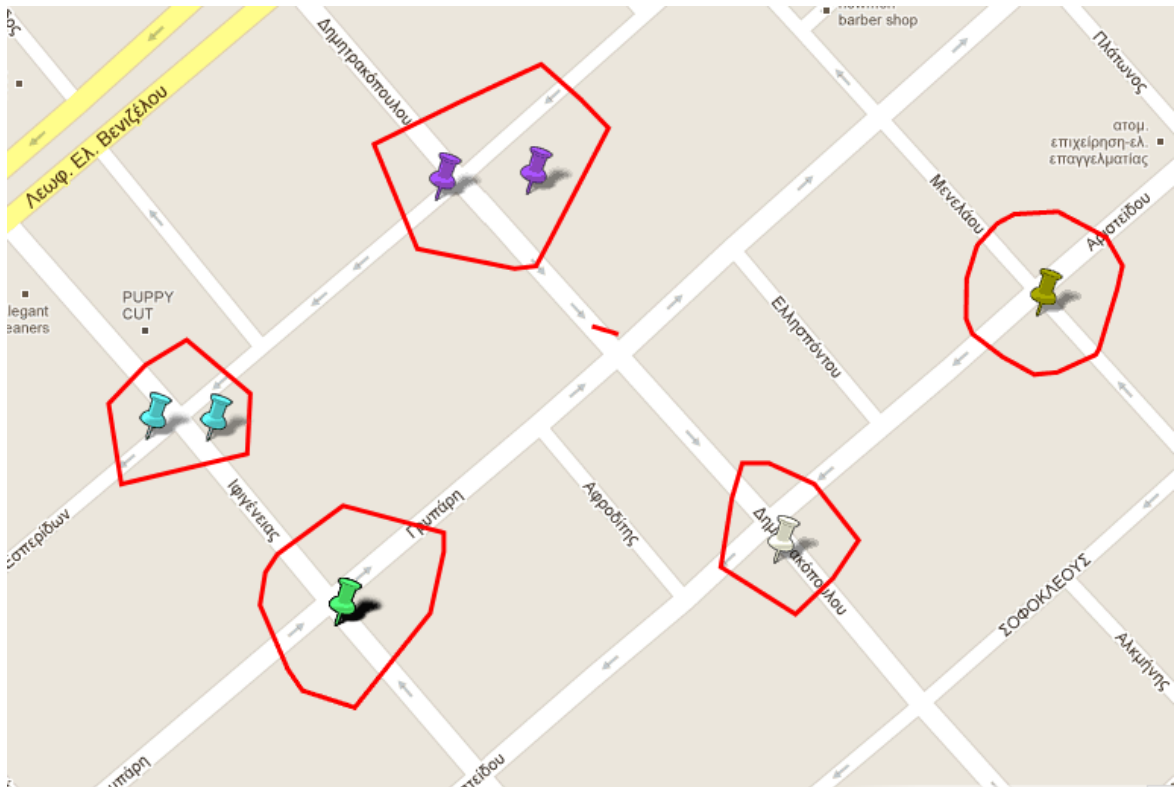 barber shop
Δημητρακόπουλου
Πλάτωνος
Λεωφ. Ελ. Βενιζέλου
ατομ.
επιχείρηση-ελ.
επαγγελματίας
Μενελάου
Αριστείδου
PUPPY
CUT
Ελλησπόντου
Ιφιγένειας
Γρυπάρη
Αφροδίτης
Εσπερίδων
ΣΟΦΟΚΛΕΟΥΣ
Αλκμήνης